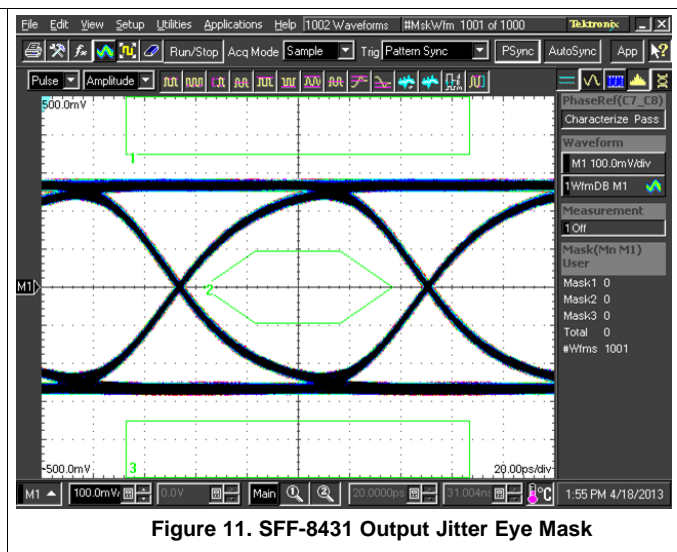 File Edit View Setup Utilities Applications Help 1002 Waveforms #MskWfm 1001 of 1000 Tektronix
Run/Stop Acq Mode Sample Trig Pattern Sync PSync AutoSync App
Pulse Amplitude
500.0mV
PhaseRef(C7_C8)
Characterize Pass
Waveform
M1 100.0mV/div
1WfmDB M1
Measurement
1 Off
Mask(Mn M1)
User
Mask1 0
Mask2 0
Mask3 0
Total 0
#Wfms 1001
1
M1
2
3
-500.0mV
20.00ps/div
M1 100.0mV/ 0.0V Main 1 2 20.0000ps 31.004ns °C 1:55 PM 4/18/2013
Figure 11. SFF-8431 Output Jitter Eye Mask